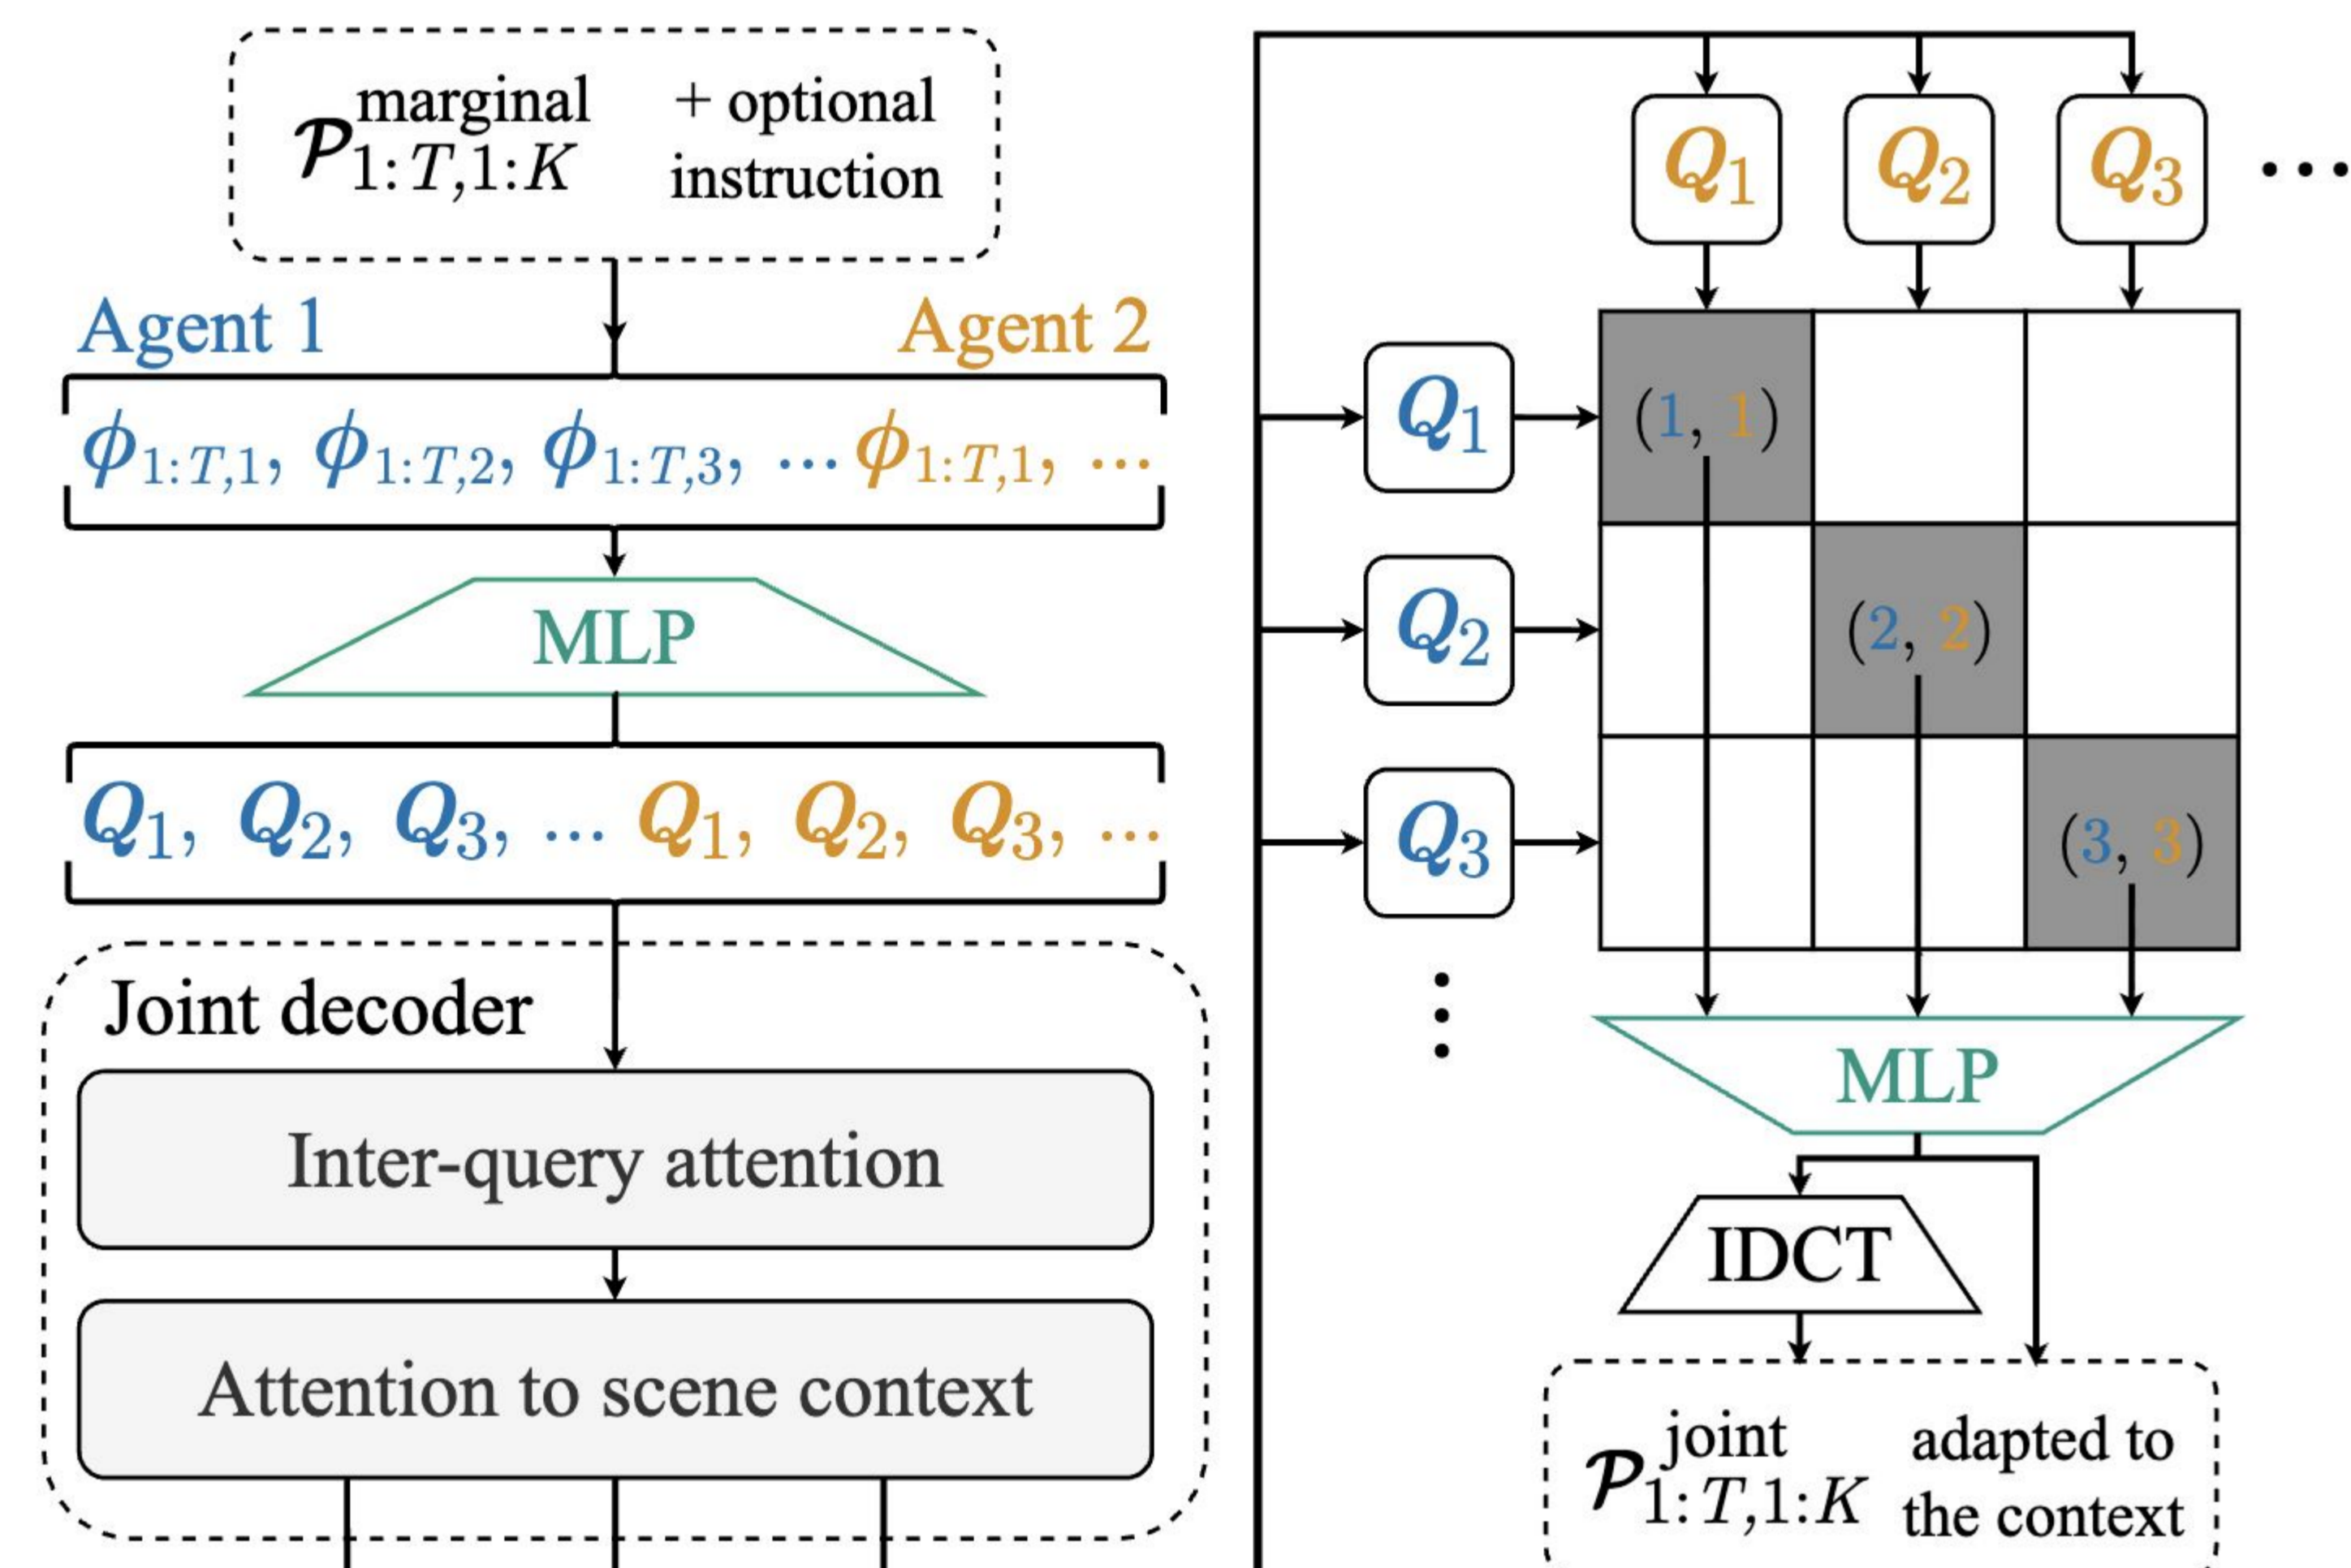 𝒫^marginal_1:T,1:K + optional instruction
Agent 1 Agent 2
ϕ_1:T,1, ϕ_1:T,2, ϕ_1:T,3, ... ϕ_1:T,1, ...
MLP
Q_1, Q_2, Q_3, ... Q_1, Q_2, Q_3, ...
Joint decoder
Inter-query attention
Attention to scene context
Q_1 Q_2 Q_3 ...
Q_1 (1, 1)
Q_2 (2, 2)
Q_3 (3, 3)
⋮
MLP
IDCT
𝒫^joint_1:T,1:K adapted to the context